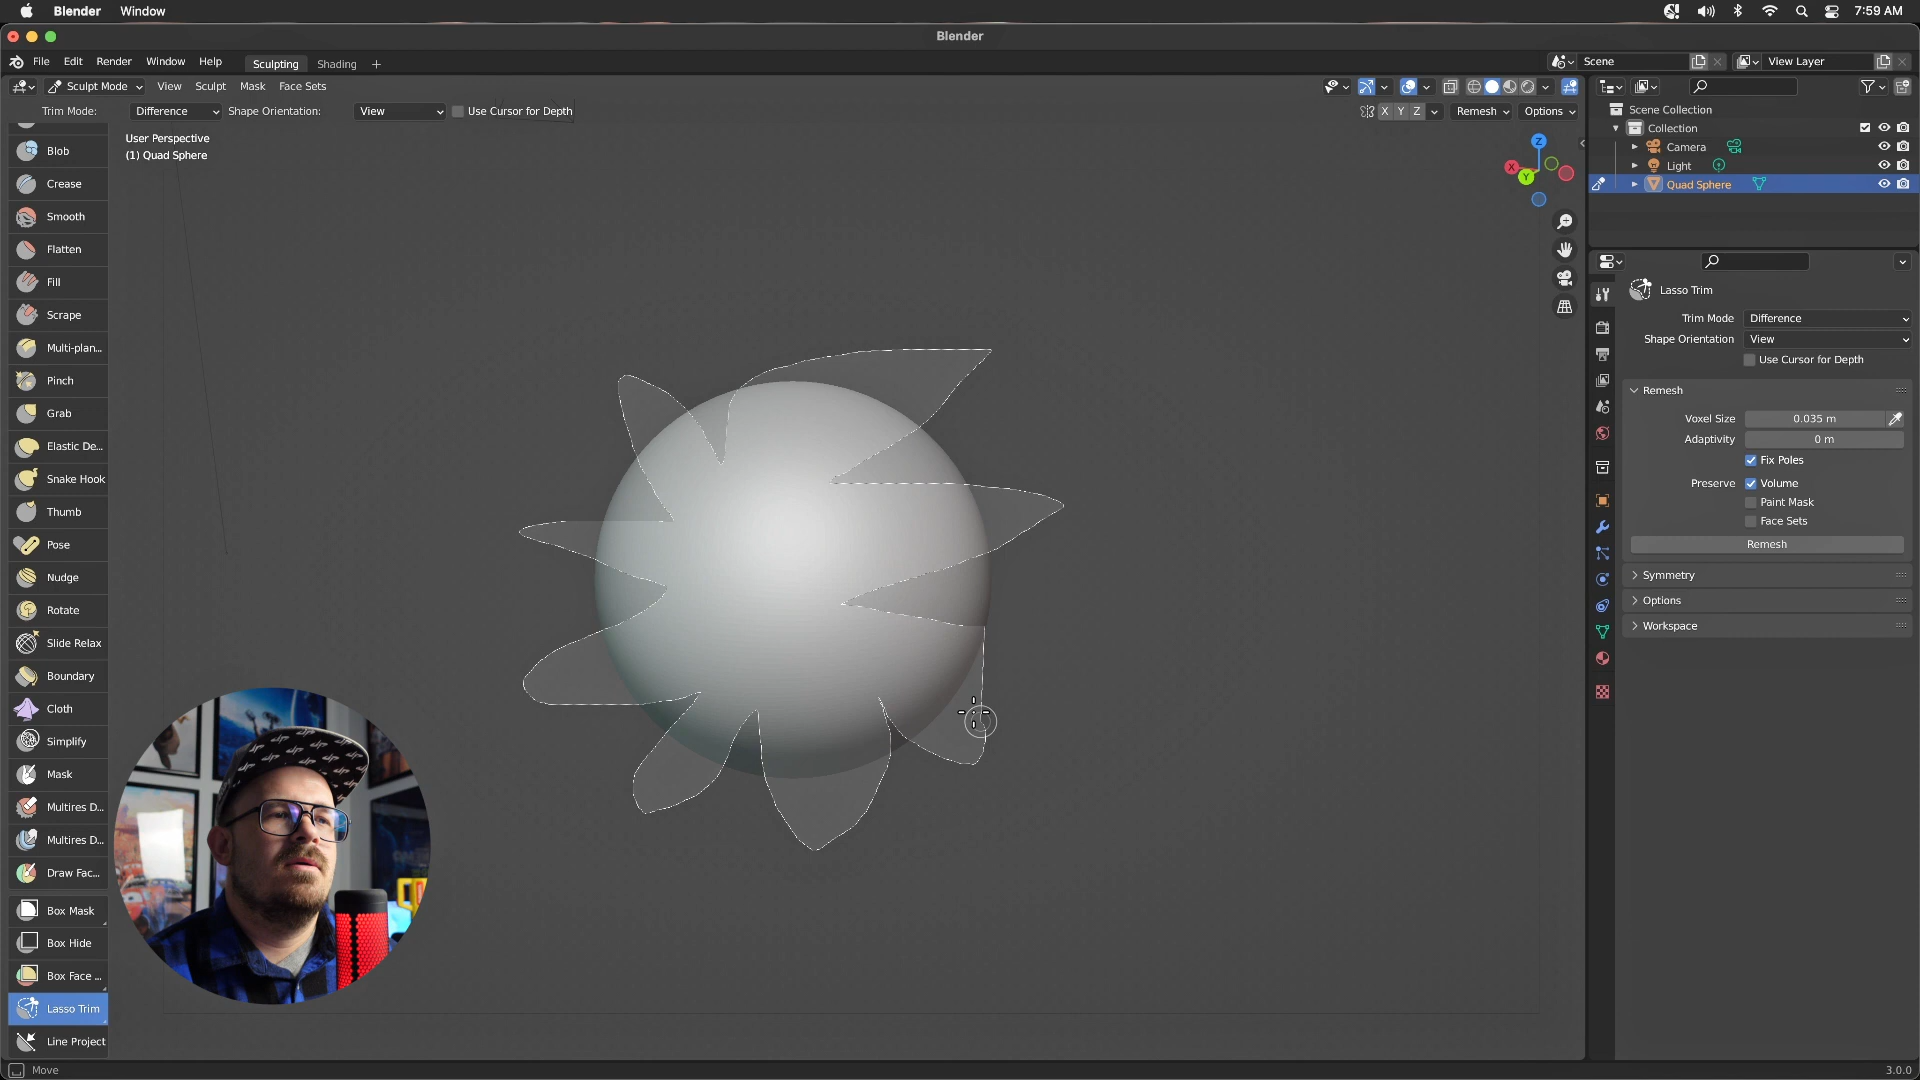 Blender Window 7:59 AM
Blender
File Edit Render Window Help Sculpting Shading + Scene View Layer
Sculpt Mode View Sculpt Mask Face Sets
Trim Mode: Difference Shape Orientation: View Use Cursor for Depth X Y Z Remesh Options
User Perspective
(1) Quad Sphere
Z
X
Y
Blob
Crease
Smooth
Flatten
Fill
Scrape
Multi-plan...
Pinch
Grab
Elastic De...
Snake Hook
Thumb
Pose
Nudge
Rotate
Slide Relax
Boundary
Cloth
Simplify
Mask
Multires D...
Multires D...
Draw Fac...
Box Mask
Box Hide
Box Face ...
Lasso Trim
Line Project
Scene Collection
Collection
Camera
Light
Quad Sphere
Lasso Trim
Trim Mode Difference
Shape Orientation View
Use Cursor for Depth
Remesh
Voxel Size 0.035 m
Adaptivity 0 m
Fix Poles
Preserve Volume
Paint Mask
Face Sets
Remesh
Symmetry
Options
Workspace
Move 3.0.0